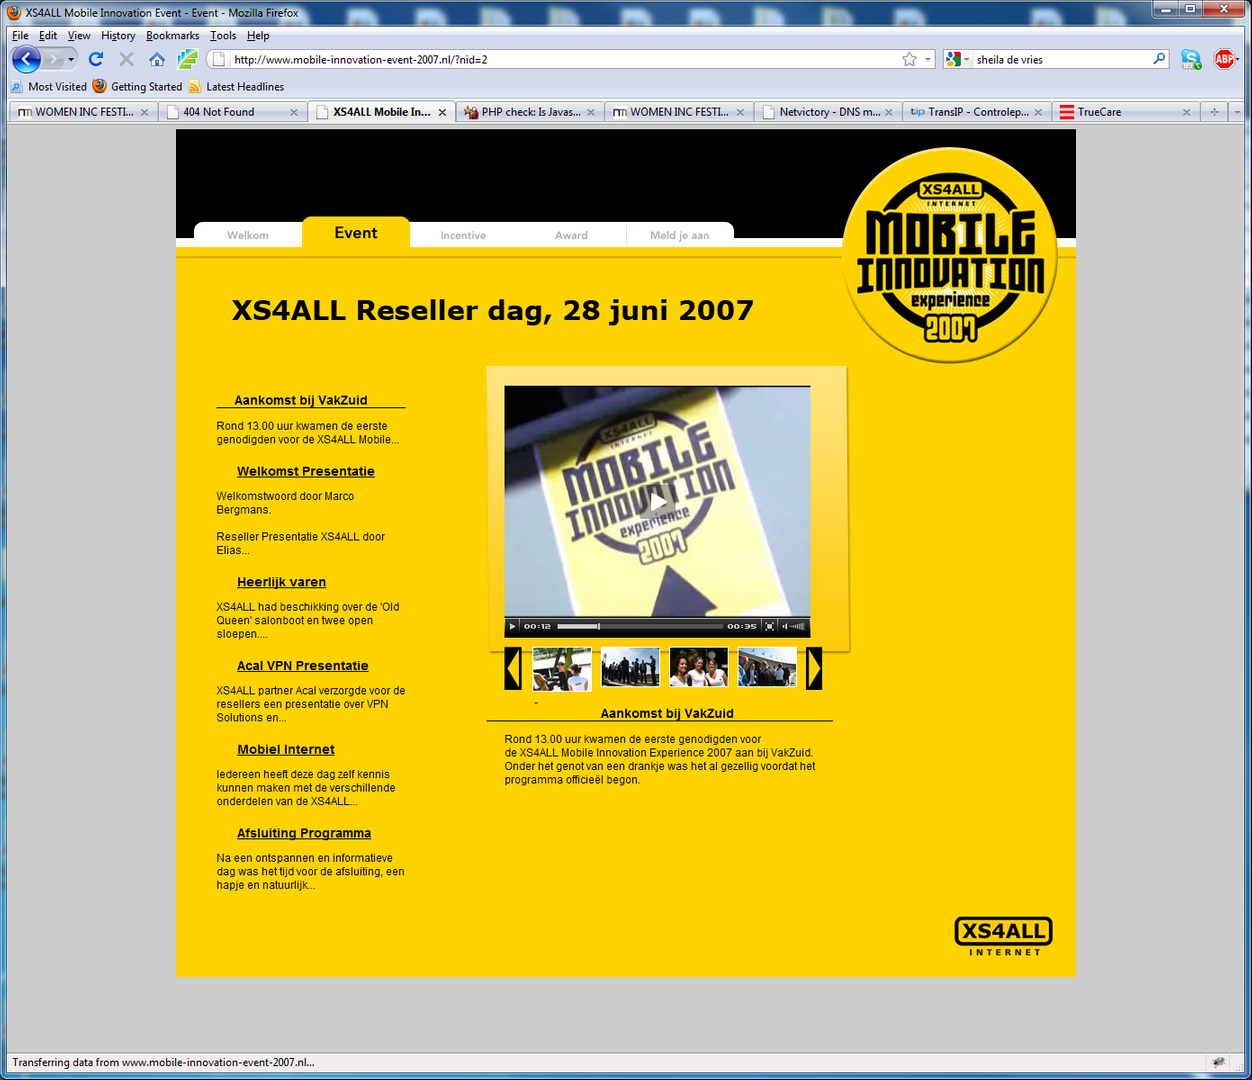 XS4ALL Mobile Innovation Event - Event - Mozilla Firefox
File Edit View History Bookmarks Tools Help
http://www.mobile-innovation-event-2007.nl/?nid=2
sheila de vries
ABP
Most Visited Getting Started Latest Headlines
WOMEN INC FESTI...
404 Not Found
XS4ALL Mobile In...
PHP check: Is Javas...
WOMEN INC FESTI...
Netvictory - DNS m...
tip TransIP - Controlep...
TrueCare
XS4ALL
INTERNET
MOBILE
INNOVATION
experience
2007
Welkom Event Incentive Award Meld je aan
XS4ALL Reseller dag, 28 juni 2007
Aankomst bij VakZuid
Rond 13.00 uur kwamen de eerste
genodigden voor de XS4ALL Mobile...
Welkomst Presentatie
Welkomstwoord door Marco
Bergmans.
Reseller Presentatie XS4ALL door
Elias...
Heerlijk varen
XS4ALL had beschikking over de 'Old
Queen' salonboot en twee open
sloepen....
Acal VPN Presentatie
XS4ALL partner Acal verzorgde voor de
resellers een presentatie over VPN
Solutions en...
Mobiel Internet
Iedereen heeft deze dag zelf kennis
kunnen maken met de verschillende
onderdelen van de XS4ALL...
Afsluiting Programma
Na een ontspannen en informatieve
dag was het tijd voor de afsluiting, een
hapje en natuurlijk...
XS4ALL
INTERNET
MOBILE
INNOVATION
experience
2007
00:12 00:35
-
Aankomst bij VakZuid
Rond 13.00 uur kwamen de eerste genodigden voor
de XS4ALL Mobile Innovation Experience 2007 aan bij VakZuid.
Onder het genot van een drankje was het al gezellig voordat het
programma officieël begon.
XS4ALL
INTERNET
Transferring data from www.mobile-innovation-event-2007.nl...